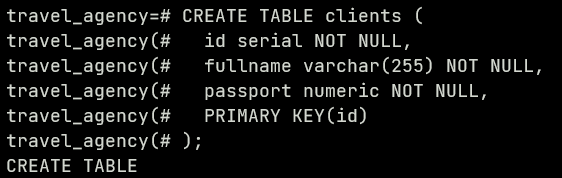 travel_agency=# CREATE TABLE clients (
travel_agency(#   id serial NOT NULL,
travel_agency(#   fullname varchar(255) NOT NULL,
travel_agency(#   passport numeric NOT NULL,
travel_agency(#   PRIMARY KEY(id)
travel_agency(# );
CREATE TABLE